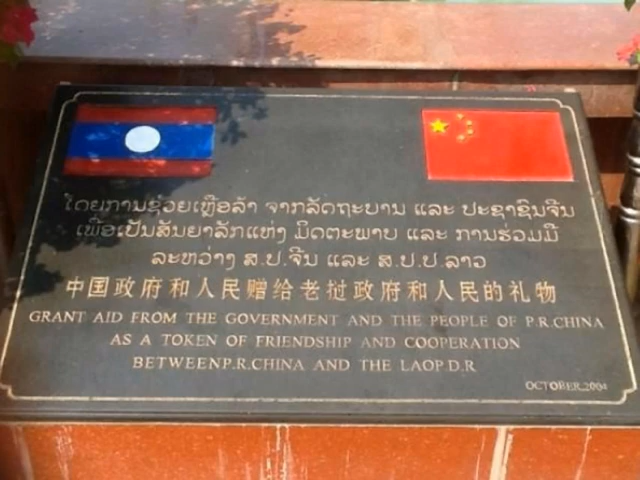 ໂດຍການຊ່ວຍເຫຼືອລ້າ ຈາກລັດຖະບານ ແລະ ປະຊາຊົນຈີນ
ເພື່ອເປັນສັນຍາລັກແຫ່ງ ມິດຕະພາບ ແລະ ການຮ່ວມມື
ລະຫວ່າງ ສ.ປ.ຈີນ ແລະ ສ.ປ.ປ.ລາວ
中国政府和人民赠给老挝政府和人民的礼物
GRANT AID FROM THE GOVERNMENT AND THE PEOPLE OF P.R.CHINA
AS A TOKEN OF FRIENDSHIP AND COOPERATION
BETWEENP.R.CHINA AND THE LAOP.D.R
OCTOBER.2004